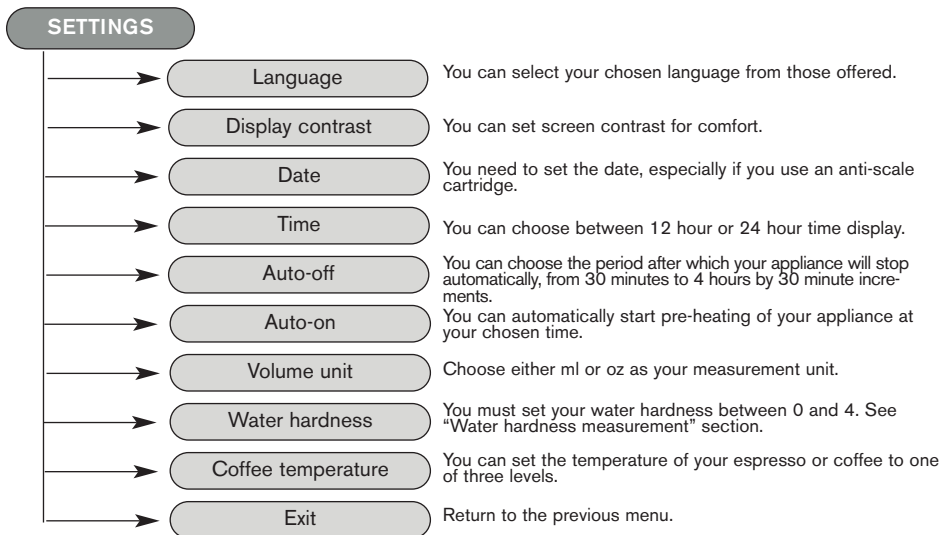 SETTINGS
Language
You can select your chosen language from those offered.
Display contrast
You can set screen contrast for comfort.
Date
You need to set the date, especially if you use an anti-scale
cartridge.
Time
You can choose between 12 hour or 24 hour time display.
Auto-off
You can choose the period after which your appliance will stop
automatically, from 30 minutes to 4 hours by 30 minute incre-
ments.
Auto-on
You can automatically start pre-heating of your appliance at
your chosen time.
Volume unit
Choose either ml or oz as your measurement unit.
Water hardness
You must set your water hardness between 0 and 4. See
“Water hardness measurement” section.
Coffee temperature
You can set the temperature of your espresso or coffee to one
of three levels.
Exit
Return to the previous menu.